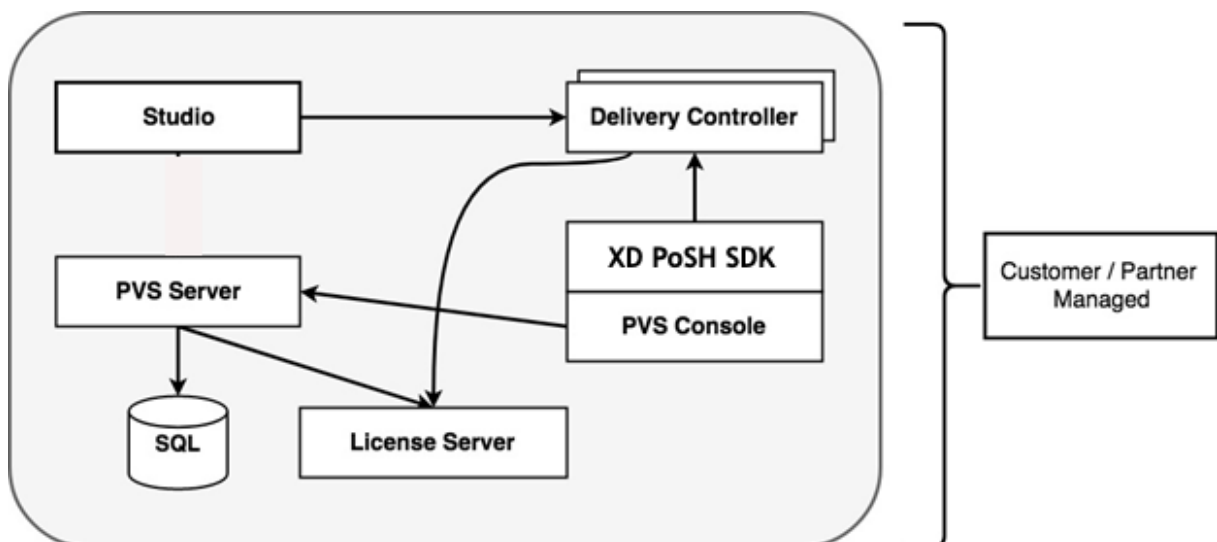 Studio
Delivery Controller
XD PoSH SDK
PVS Server
PVS Console
SQL
License Server
Customer / Partner
Managed